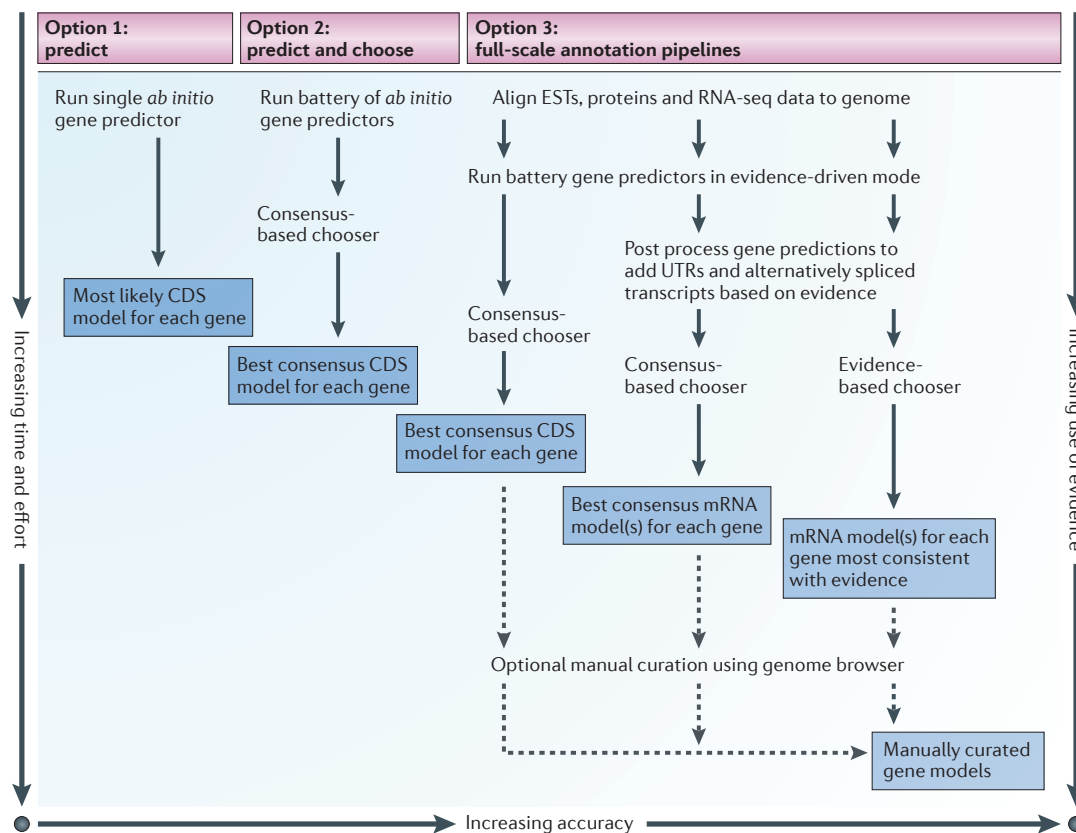 Option 1:
predict
Option 2:
predict and choose
Option 3:
full-scale annotation pipelines
Run single ab initio
gene predictor
Run battery of ab initio
gene predictors
Align ESTs, proteins and RNA-seq data to genome
Run battery gene predictors in evidence-driven mode
Consensus-
based chooser
Post process gene predictions to
add UTRs and alternatively spliced
transcripts based on evidence
Most likely CDS
model for each gene
Consensus-
based chooser
Best consensus CDS
model for each gene
Consensus-
based chooser
Evidence-
based chooser
Best consensus CDS
model for each gene
Best consensus mRNA
model(s) for each gene
mRNA model(s) for each
gene most consistent
with evidence
Optional manual curation using genome browser
Manually curated
gene models
Increasing time and effort
Increasing use of evidence
Increasing accuracy